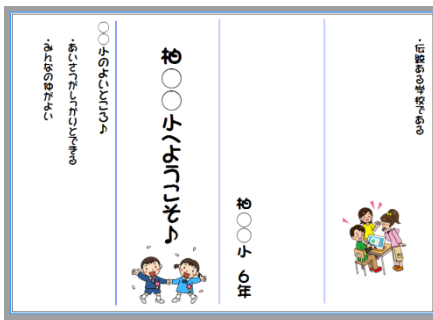 ・伝統ある学校である
柏〇〇小 6年
柏〇〇小へようこそ♪
〇〇小のよいところ♪
・あいさつがしっかりとできる
・みんなの仲がよい